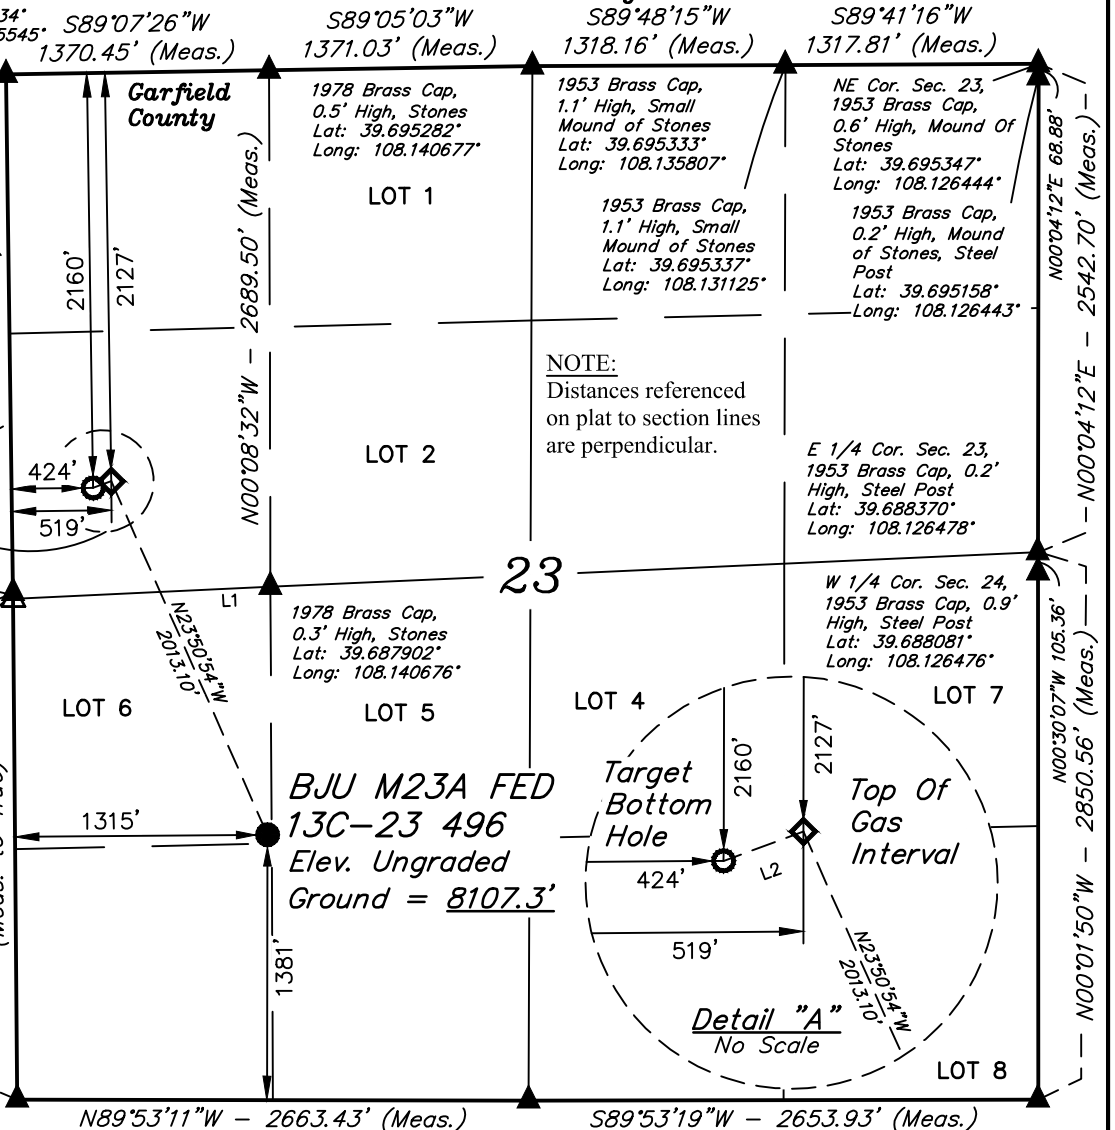 34°
5545°
S89°07'26"W
1370.45' (Meas.)
S89°05'03"W
1371.03' (Meas.)
S89°48'15"W
1318.16' (Meas.)
S89°41'16"W
1317.81' (Meas.)
Garfield
County
1978 Brass Cap,
0.5' High, Stones
Lat: 39.695282°
Long: 108.140677°
1953 Brass Cap,
1.1' High, Small
Mound of Stones
Lat: 39.695333°
Long: 108.135807°
NE Cor. Sec. 23,
1953 Brass Cap,
0.6' High, Mound Of
Stones
Lat: 39.695347°
Long: 108.126444°
LOT 1
1953 Brass Cap,
1.1' High, Small
Mound of Stones
Lat: 39.695337°
Long: 108.131125°
1953 Brass Cap,
0.2' High, Mound
of Stones, Steel
Post
Lat: 39.695158°
Long: 108.126443°
N00°04'12"E 68.88'
N00°04'12"E - 2542.70' (Meas.)
2160'
2127'
N00°08'32"W - 2689.50' (Meas.)
NOTE:
Distances referenced
on plat to section lines
are perpendicular.
LOT 2
424'
519'
E 1/4 Cor. Sec. 23,
1953 Brass Cap, 0.2'
High, Steel Post
Lat: 39.688370°
Long: 108.126478°
23
L1
W 1/4 Cor. Sec. 24,
1953 Brass Cap, 0.9'
High, Steel Post
Lat: 39.688081°
Long: 108.126476°
1978 Brass Cap,
0.3' High, Stones
Lat: 39.687902°
Long: 108.140676°
N23°50'54"W
2013.10'
N00°30'07"W 105.36'
N00°01'50"W - 2850.56' (Meas.)
LOT 6
LOT 5
LOT 4
LOT 7
BJU M23A FED
13C-23 496
Elev. Ungraded
Ground = 8107.3'
1315'
1381'
Target
Bottom
Hole
2160'
2127'
Top Of
Gas
Interval
424'
L2
519'
N23°50'54"W
2013.10'
Detail "A"
No Scale
LOT 8
N89°53'11"W - 2663.43' (Meas.)
S89°53'19"W - 2653.93' (Meas.)